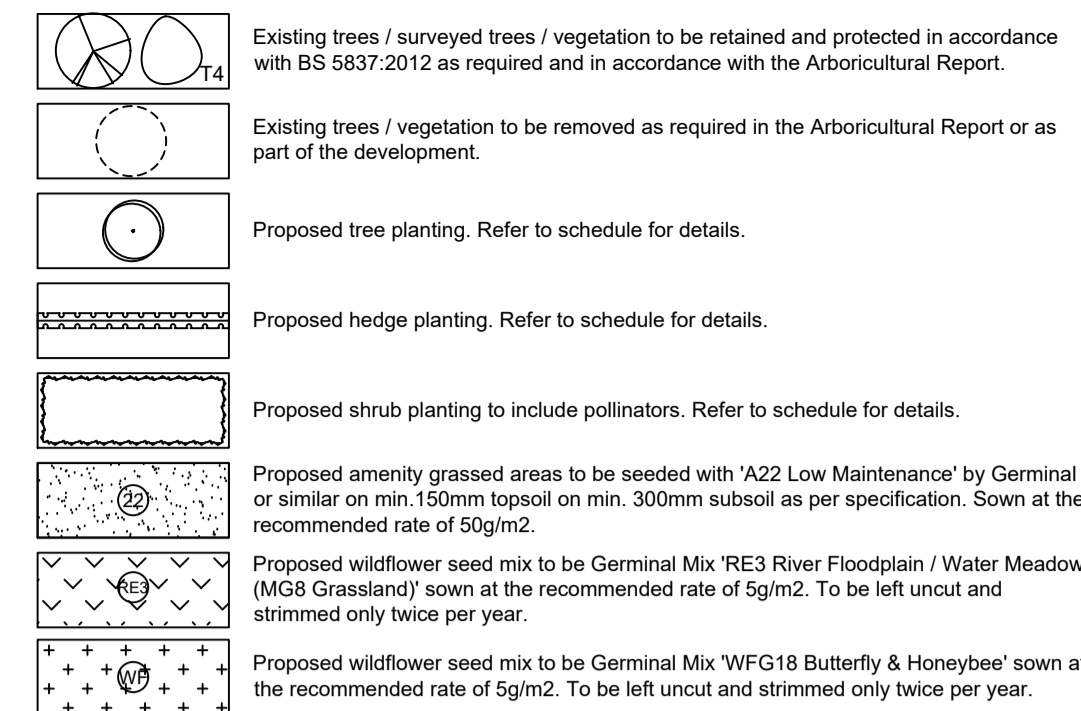 T4
Existing trees / surveyed trees / vegetation to be retained and protected in accordance
with BS 5837:2012 as required and in accordance with the Arboricultural Report.
Existing trees / vegetation to be removed as required in the Arboricultural Report or as
part of the development.
Proposed tree planting. Refer to schedule for details.
Proposed hedge planting. Refer to schedule for details.
Proposed shrub planting to include pollinators. Refer to schedule for details.
22
Proposed amenity grassed areas to be seeded with 'A22 Low Maintenance' by Germinal
or similar on min.150mm topsoil on min. 300mm subsoil as per specification. Sown at the
recommended rate of 50g/m2.
RE3
Proposed wildflower seed mix to be Germinal Mix 'RE3 River Floodplain / Water Meadow
(MG8 Grassland)' sown at the recommended rate of 5g/m2. To be left uncut and
strimmed only twice per year.
WF
Proposed wildflower seed mix to be Germinal Mix 'WFG18 Butterfly & Honeybee' sown at
the recommended rate of 5g/m2. To be left uncut and strimmed only twice per year.